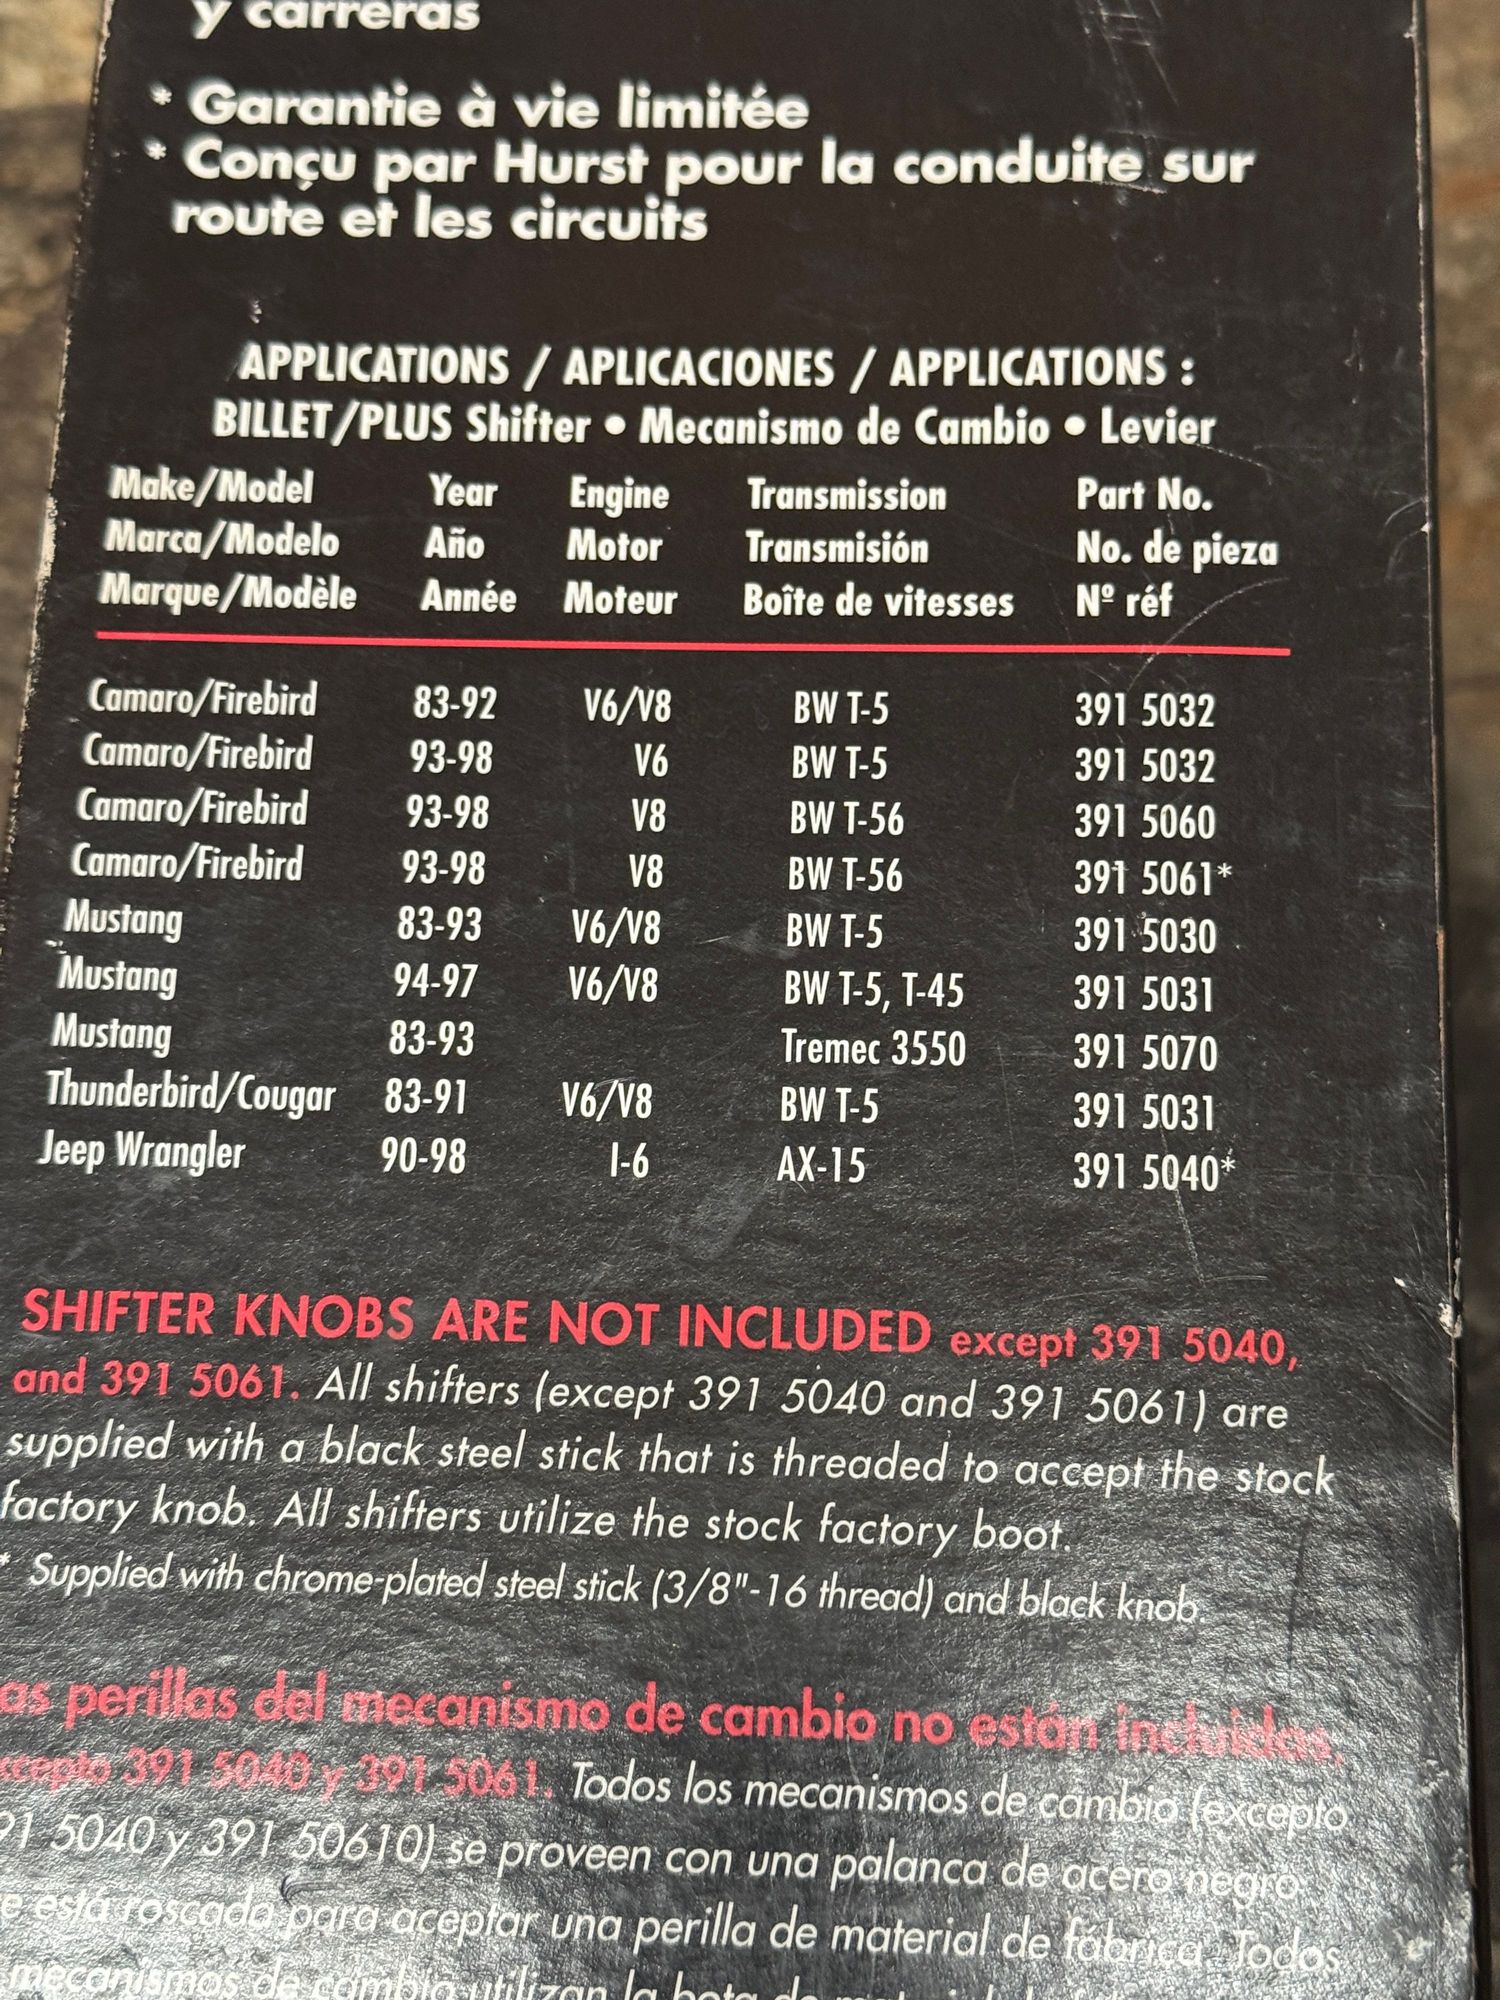 y carreras
* Garantie à vie limitée
* Conçu par Hurst pour la conduite sur
route et les circuits
APPLICATIONS / APLICACIONES / APPLICATIONS :
BILLET/PLUS Shifter • Mecanismo de Cambio • Levier
Make/Model Year Engine Transmission Part No.
Marca/Modelo Año Motor Transmisión No. de pieza
Marque/Modèle Année Moteur Boîte de vitesses Nº réf
Camaro/Firebird 83-92 V6/V8 BW T-5 391 5032
Camaro/Firebird 93-98 V6 BW T-5 391 5032
Camaro/Firebird 93-98 V8 BW T-56 391 5060
Camaro/Firebird 93-98 V8 BW T-56 391 5061*
Mustang 83-93 V6/V8 BW T-5 391 5030
Mustang 94-97 V6/V8 BW T-5, T-45 391 5031
Mustang 83-93 Tremec 3550 391 5070
Thunderbird/Cougar 83-91 V6/V8 BW T-5 391 5031
Jeep Wrangler 90-98 I-6 AX-15 391 5040*
SHIFTER KNOBS ARE NOT INCLUDED except 391 5040,
and 391 5061. All shifters (except 391 5040 and 391 5061) are
supplied with a black steel stick that is threaded to accept the stock
factory knob. All shifters utilize the stock factory boot.
* Supplied with chrome-plated steel stick (3/8"-16 thread) and black knob.
as perillas del mecanismo de cambio no están incluidas,
xcepto 391 5040 y 391 5061. Todos los mecanismos de cambio (excepto
91 5040 y 391 50610) se proveen con una palanca de acero negro
e está roscada para aceptar una perilla de material de fábrica. Todos
mecanismos de cambio utilizan la bota de